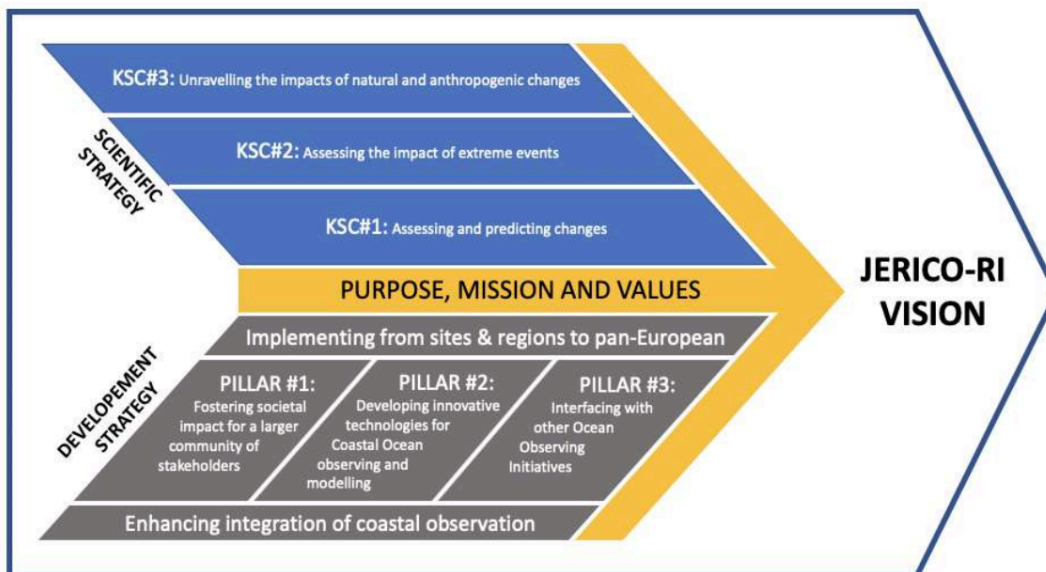 KSC#3: Unravelling the impacts of natural and anthropogenic changes
KSC#2: Assessing the impact of extreme events
KSC#1: Assessing and predicting changes
SCIENTIFIC
STRATEGY
PURPOSE, MISSION AND VALUES
JERICO-RI
VISION
Implementing from sites & regions to pan-European
DEVELOPEMENT
STRATEGY
PILLAR #1:
Fostering societal
impact for a larger
community of
stakeholders
PILLAR #2:
Developing innovative
technologies for
Coastal Ocean
observing and
modelling
PILLAR #3:
Interfacing with
other Ocean
Observing
Initiatives
Enhancing integration of coastal observation